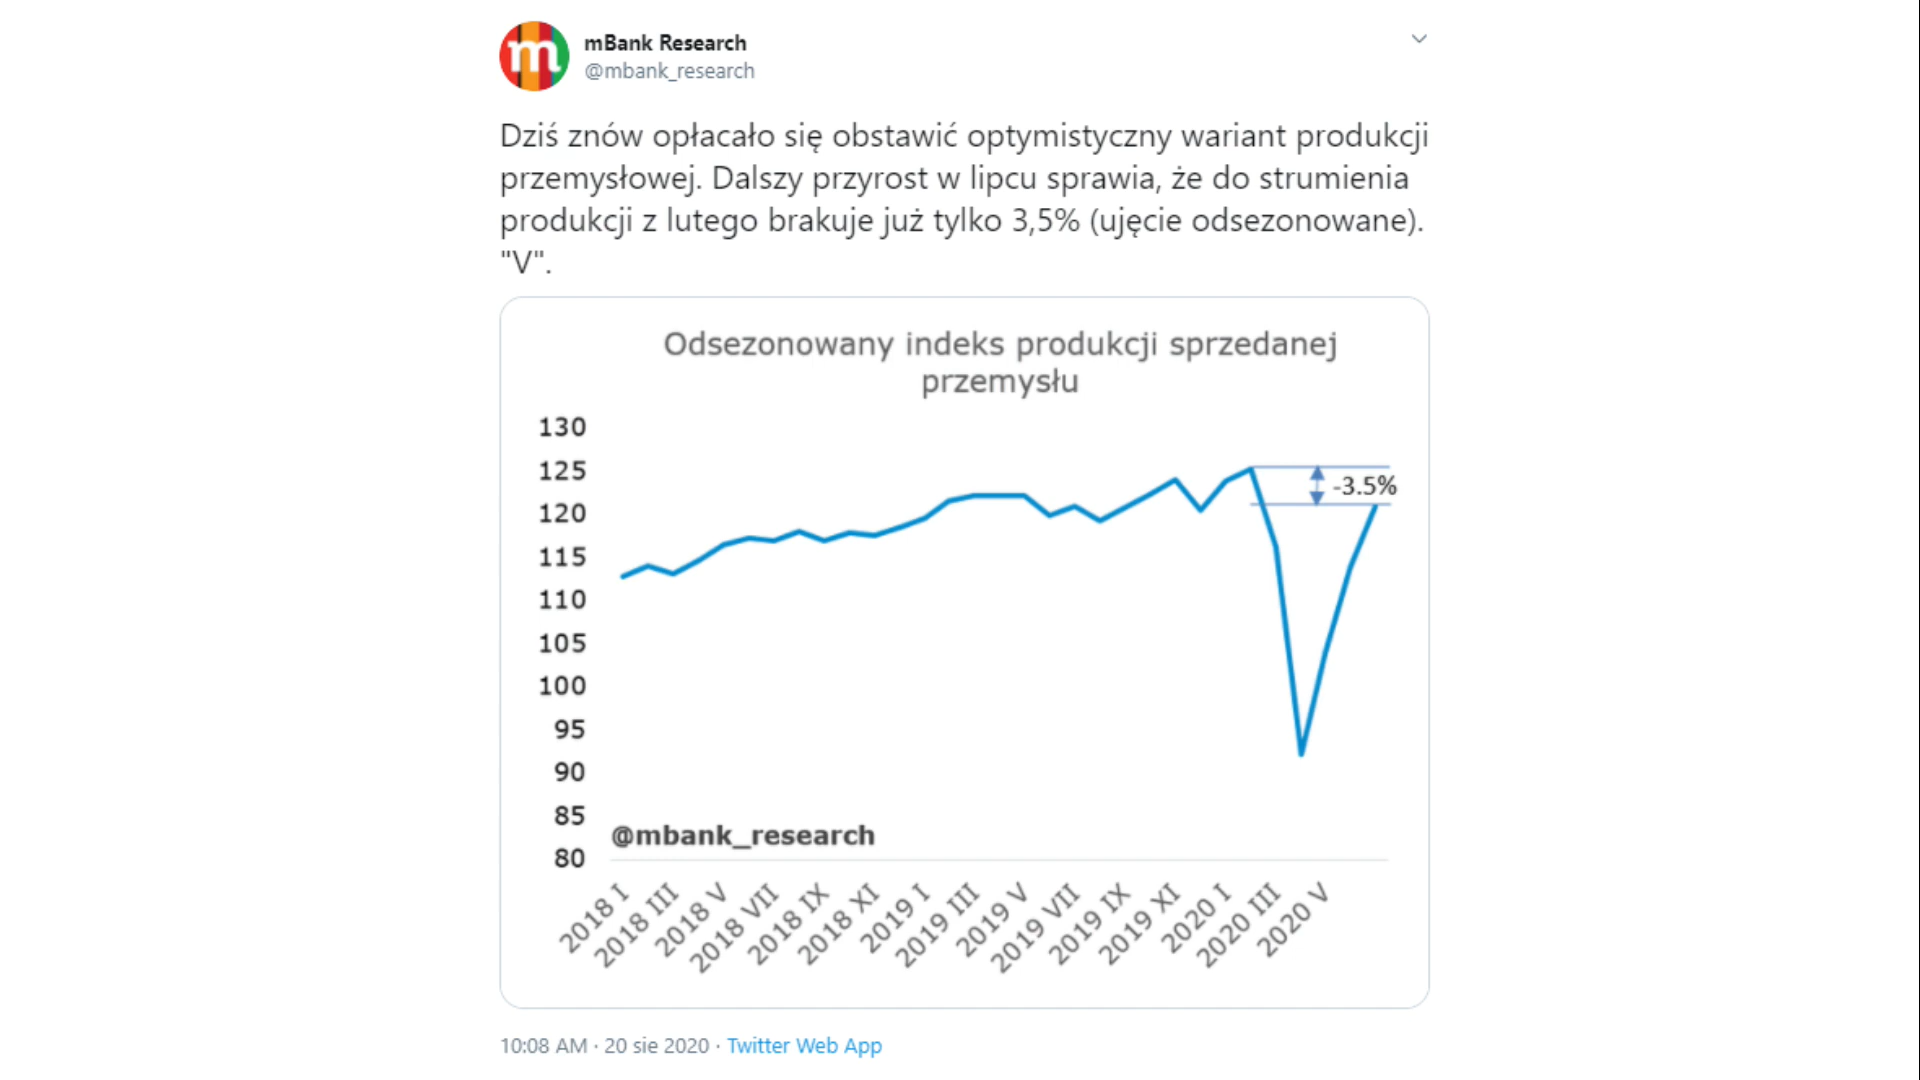 m
mBank Research
@mbank_research
Dziś znów opłacało się obstawić optymistyczny wariant produkcji
przemysłowej. Dalszy przyrost w lipcu sprawia, że do strumienia
produkcji z lutego brakuje już tylko 3,5% (ujęcie odsezonowane).
"V".
Odsezonowany indeks produkcji sprzedanej
przemysłu
130
125
120
115
110
105
100
95
90
85
80
-3.5%
@mbank_research
2018 I
2018 III
2018 V
2018 VII
2018 IX
2018 XI
2019 I
2019 III
2019 V
2019 VII
2019 IX
2019 XI
2020 I
2020 III
2020 V
10:08 AM · 20 sie 2020 · Twitter Web App